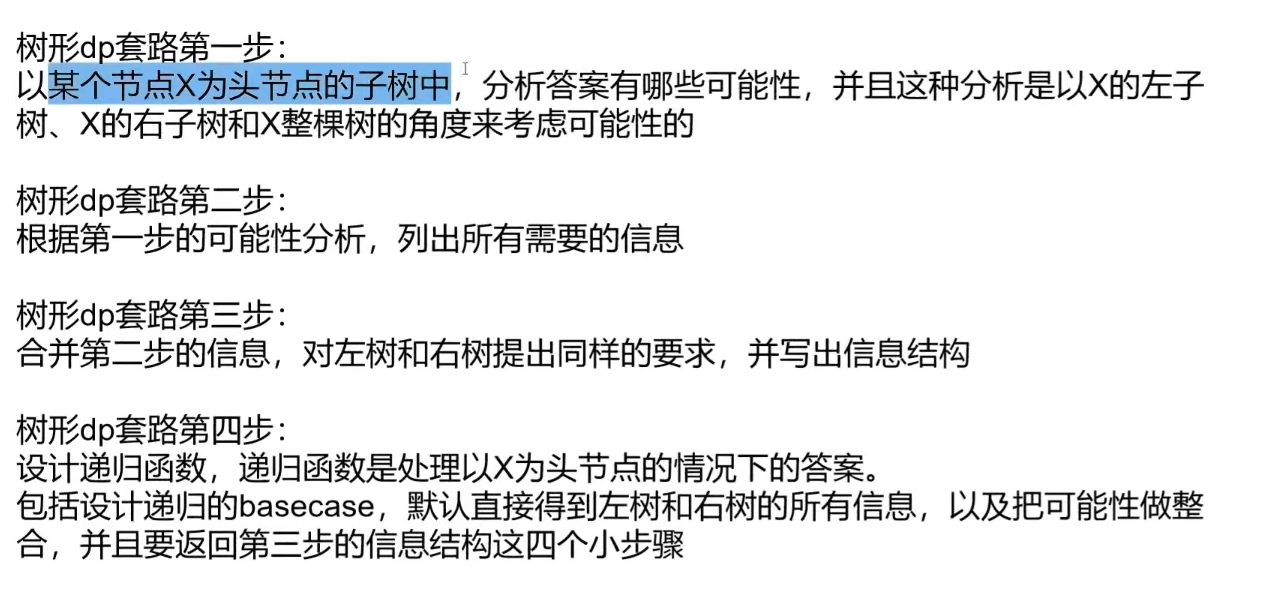 树形dp套路第一步：
以某个节点X为头节点的子树中，分析答案有哪些可能性，并且这种分析是以X的左子
树、X的右子树和X整棵树的角度来考虑可能性的
树形dp套路第二步：
根据第一步的可能性分析，列出所有需要的信息
树形dp套路第三步：
合并第二步的信息，对左树和右树提出同样的要求，并写出信息结构
树形dp套路第四步：
设计递归函数，递归函数是处理以X为头节点的情况下的答案。
包括设计递归的basecase，默认直接得到左树和右树的所有信息，以及把可能性做整
合，并且要返回第三步的信息结构这四个小步骤